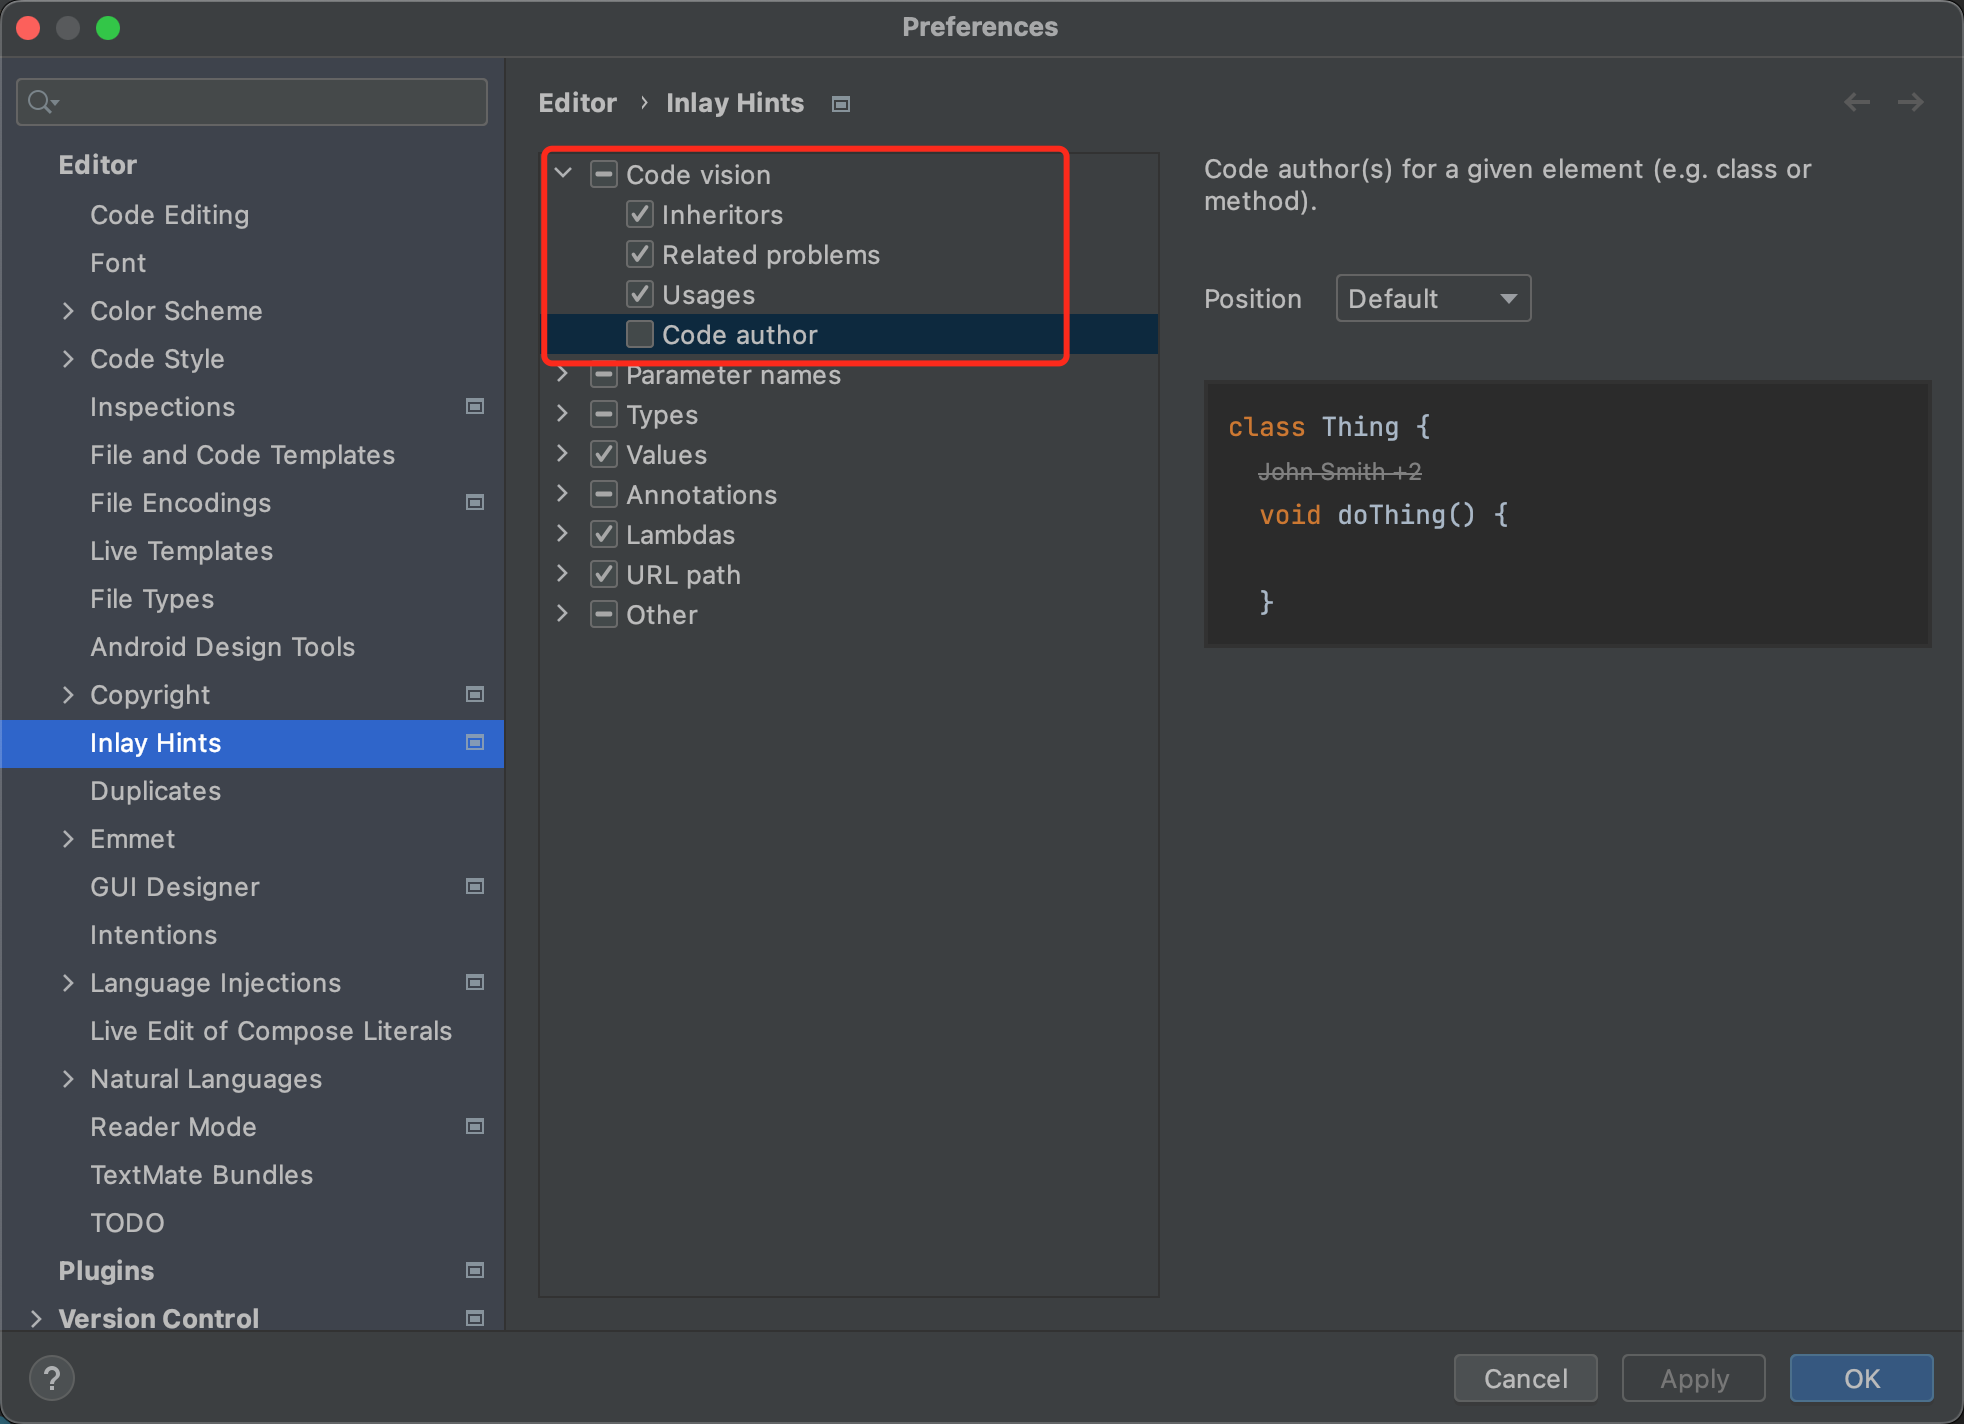 Preferences
Editor
Code Editing
Font
Color Scheme
Code Style
Inspections
File and Code Templates
File Encodings
Live Templates
File Types
Android Design Tools
Copyright
Inlay Hints
Duplicates
Emmet
GUI Designer
Intentions
Language Injections
Live Edit of Compose Literals
Natural Languages
Reader Mode
TextMate Bundles
TODO
Plugins
Version Control
Editor › Inlay Hints
Code vision
Inheritors
Related problems
Usages
Code author
Parameter names
Types
Values
Annotations
Lambdas
URL path
Other
Code author(s) for a given element (e.g. class or
method).
Position Default
class Thing {
John Smith +2
void doThing() {
}
?
Cancel Apply OK